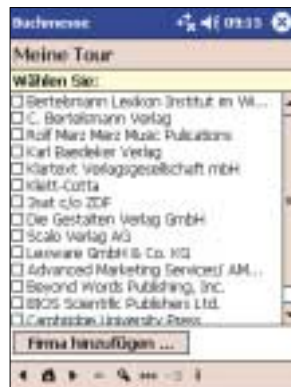 Buchmesse 09:33
Meine Tour
Wählen Sie:
Bertelsmann Lexikon Institut im Wi...
C. Bertelsmann Verlag
Rolf Marz Marz Music Publications
Karl Baedeker Verlag
Klartext Verlagsgesellschaft mbH
Klett-Cotta
3sat c/o ZDF
Die Gestalten Verlag GmbH
Scalo Verlag AG
Lexware GmbH & Co. KG
Advanced Marketing Services/ AM...
Beyond Words Publishing, Inc.
BIOS Scientific Publishers Ltd.
Cambridge University Press
Firma hinzufügen ...